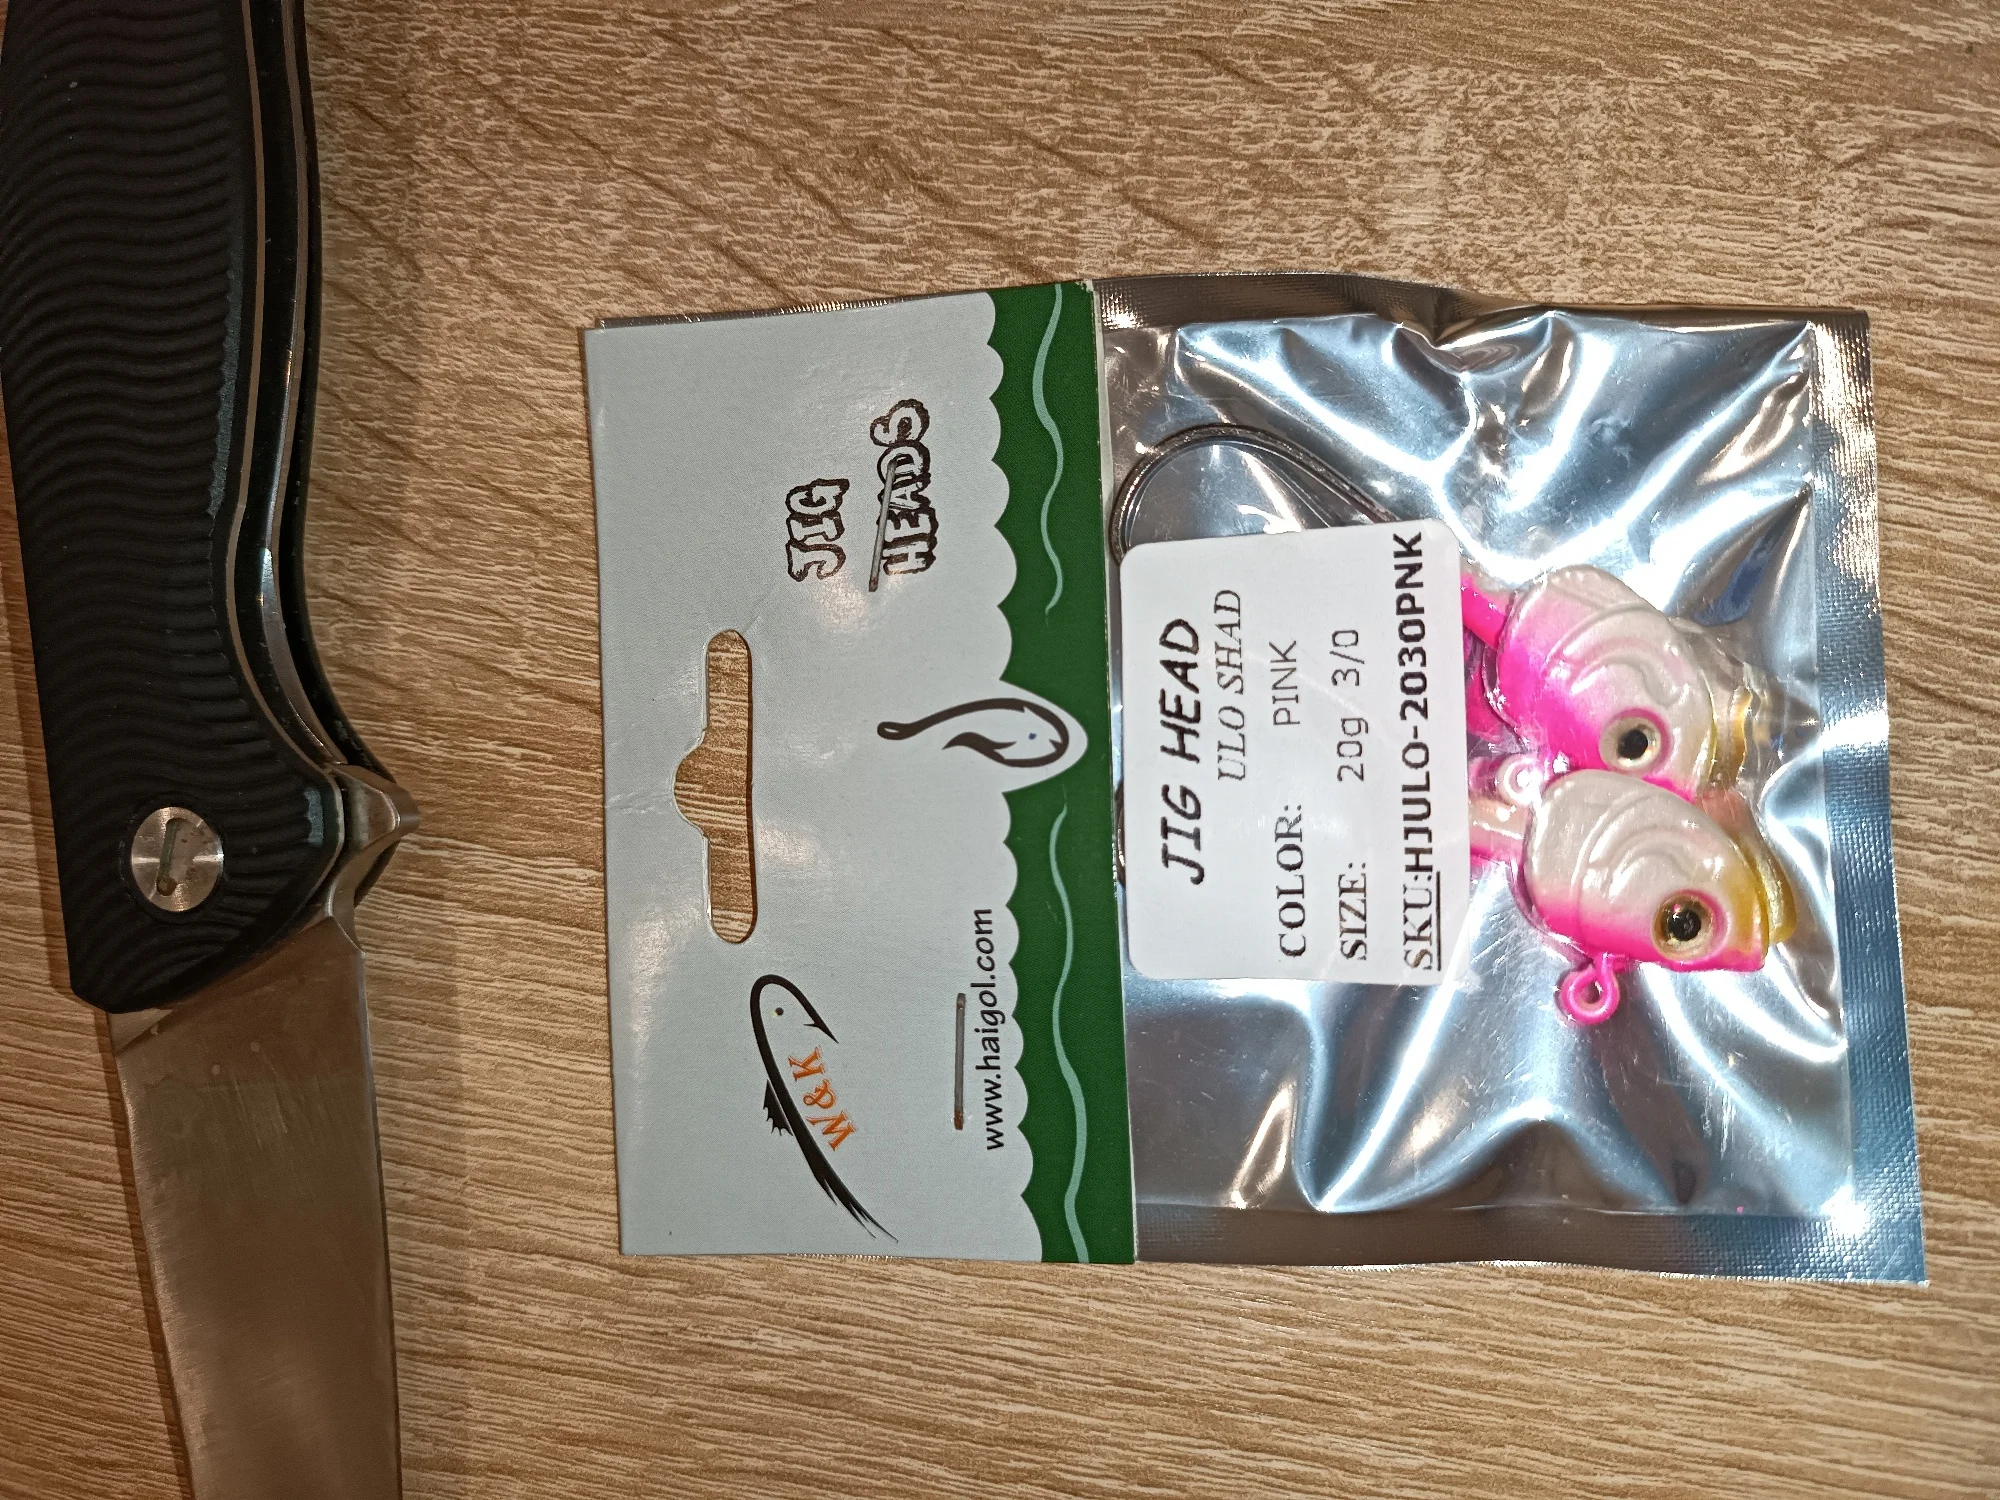 W&K
JIG
HEADS
www.haigol.com
JIG HEAD
ULO SHAD
COLOR: PINK
SIZE: 20g 3/0
SKU:HJULO-2030PNK